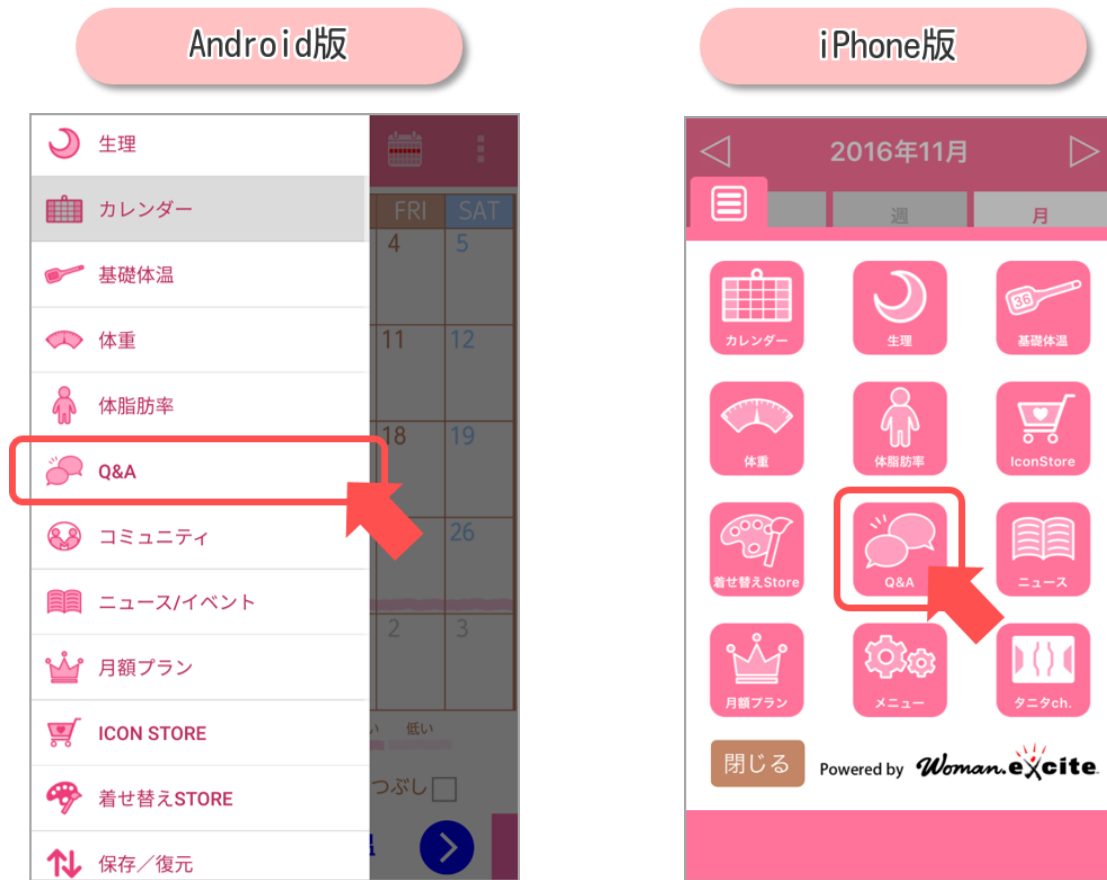 Android版
生理
カレンダー
基礎体温
体重
体脂肪率
Q&A
コミュニティ
ニュース/イベント
月額プラン
ICON STORE
着せ替えSTORE
保存／復元
FRI SAT
4 5
11 12
18 19
26
2 3
い 低い
つぶし
iPhone版
2016年11月
週 月
カレンダー 生理 36 基礎体温
体重 体脂肪率 IconStore
着せ替えStore Q&A ニュース
月額プラン メニュー タニタch.
閉じる Powered by Woman.excite